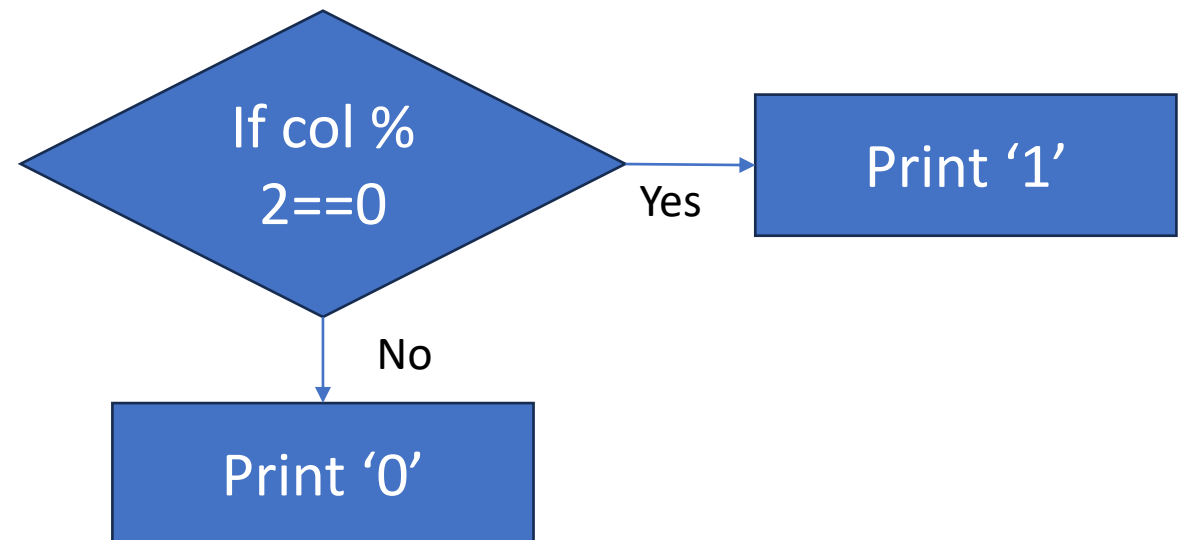 If col %
2==0
Print ‘1’
Yes
No
Print ‘0’